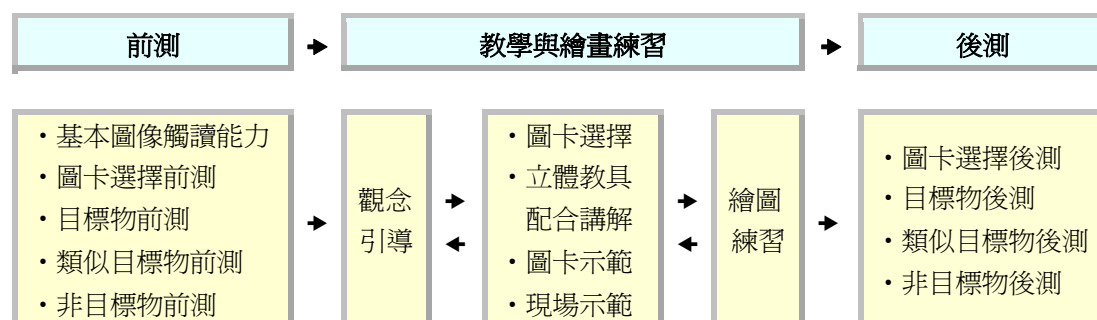 前測
教學與繪畫練習
後測
・基本圖像觸讀能力
・圖卡選擇前測
・目標物前測
・類似目標物前測
・非目標物前測
觀念
引導
・圖卡選擇
・立體教具
配合講解
・圖卡示範
・現場示範
繪圖
練習
・圖卡選擇後測
・目標物後測
・類似目標物後測
・非目標物後測